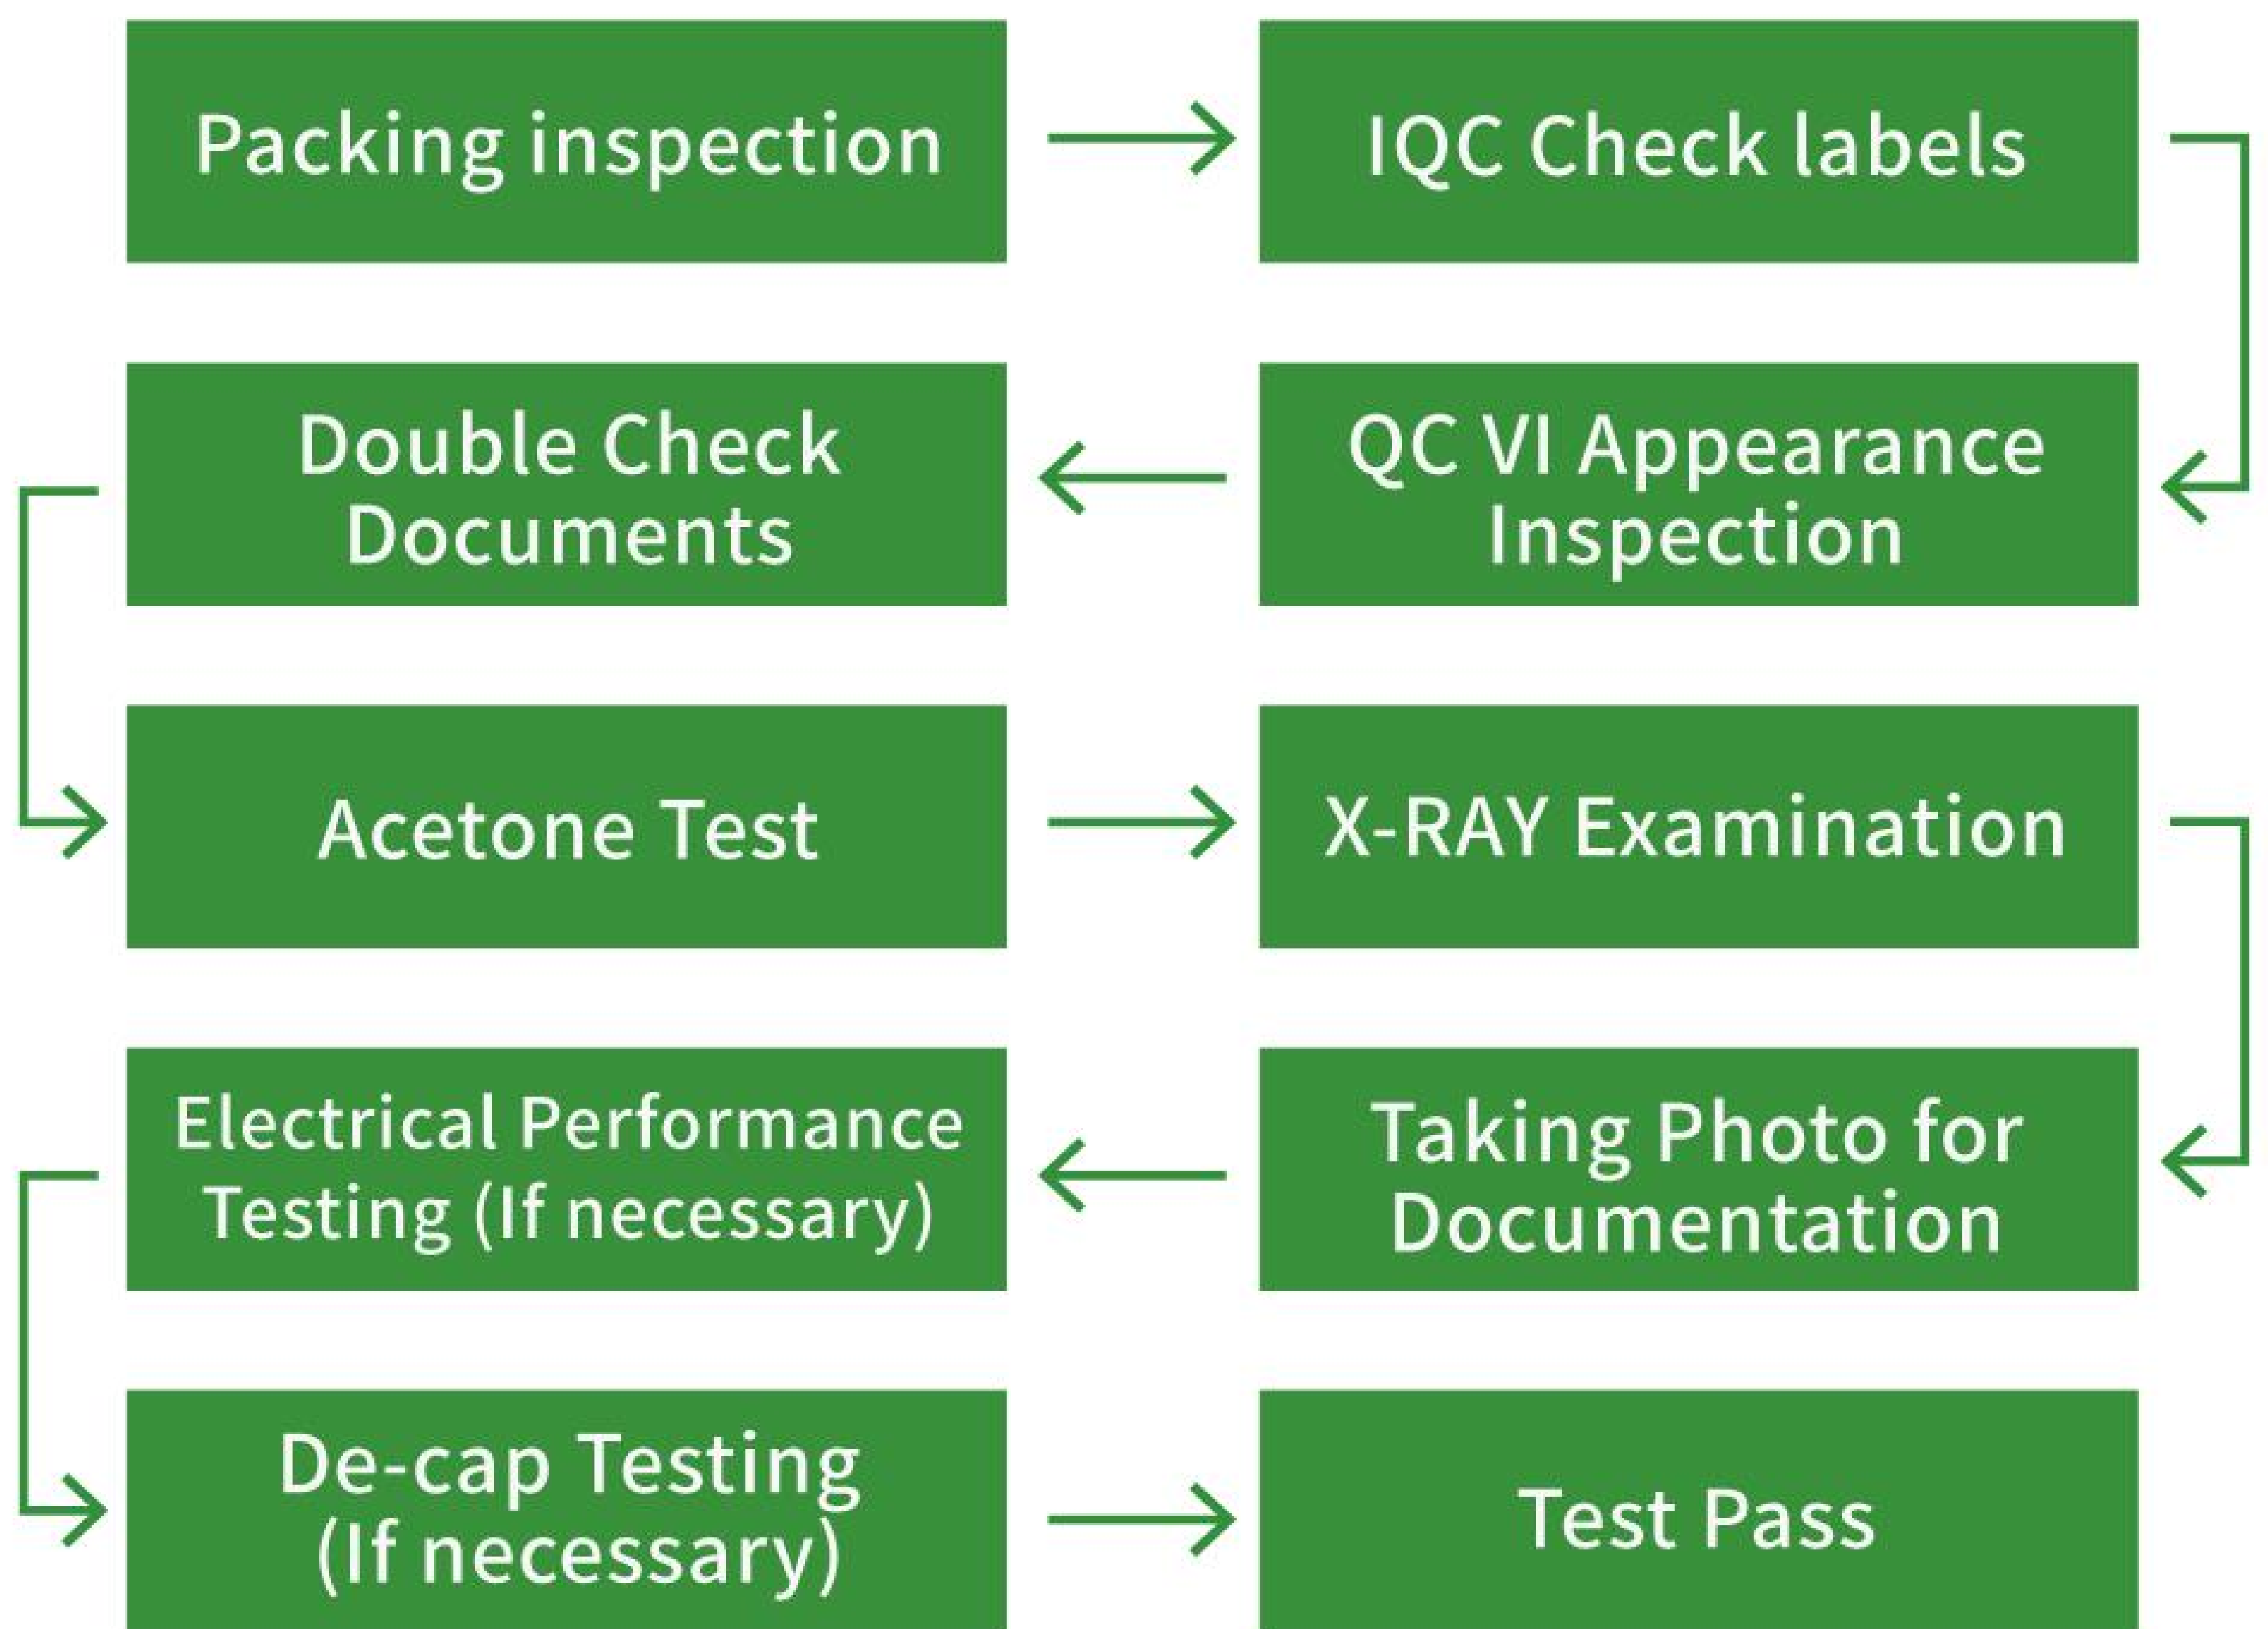 Packing inspection
IQC Check labels
QC VI Appearance
Inspection
Double Check
Documents
Acetone Test
X-RAY Examination
Taking Photo for
Documentation
Electrical Performance
Testing (If necessary)
De-cap Testing
(If necessary)
Test Pass